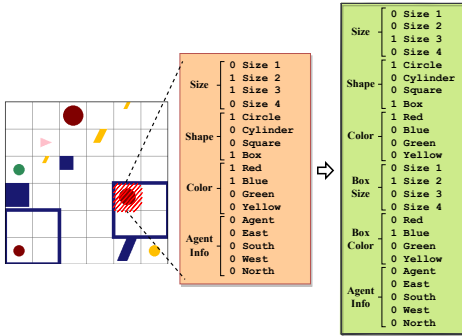 Size
0 Size 1
1 Size 2
1 Size 3
0 Size 4
Shape
1 Circle
0 Cylinder
0 Square
1 Box
Color
1 Red
1 Blue
0 Green
0 Yellow
Agent Info
0 Agent
0 East
0 South
0 West
0 North
Size
0 Size 1
0 Size 2
1 Size 3
0 Size 4
Shape
1 Circle
0 Cylinder
0 Square
1 Box
Color
1 Red
0 Blue
0 Green
0 Yellow
Box Size
0 Size 1
1 Size 2
0 Size 3
0 Size 4
Box Color
0 Red
1 Blue
0 Green
0 Yellow
Agent Info
0 Agent
0 East
0 South
0 West
0 North